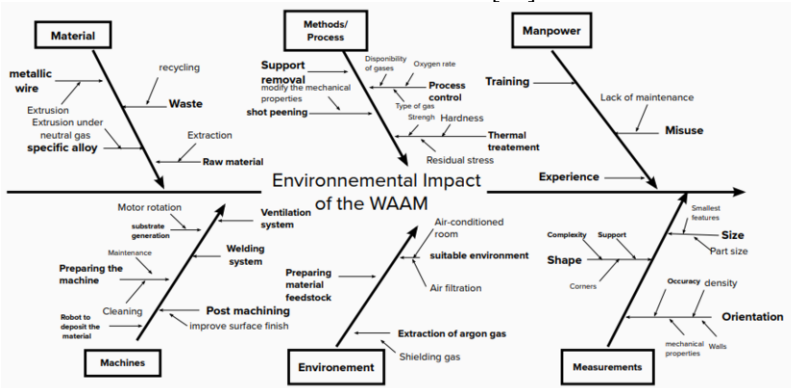 Material
Methods/
Process
Manpower
metallic
wire
recycling
Waste
Extrusion
Extrusion under
neutral gas
specific alloy
Extraction
Raw material
Support
removal
modify the mechanical
properties
shot peening
Disponibility
of gases
Oxygen rate
Process
control
Type of gas
Strengh
Hardness
Thermal
treatement
Residual stress
Training
Lack of maintenance
Misuse
Experience
Environnemental Impact
of the WAAM
Motor rotation
substrate
generation
Ventilation
system
Maintenance
Welding
system
Preparing the
machine
Cleaning
Post machining
improve surface finish
Robot to
deposit the
material
Machines
Air-conditioned
room
suitable environment
Preparing
material
feedstock
Air filtration
Extraction of argon gas
Shielding gas
Environement
Smallest
features
Complexity
Support
Size
Part size
Shape
Corners
Occuracy
density
Orientation
mechanical
properties
Walls
Measurements